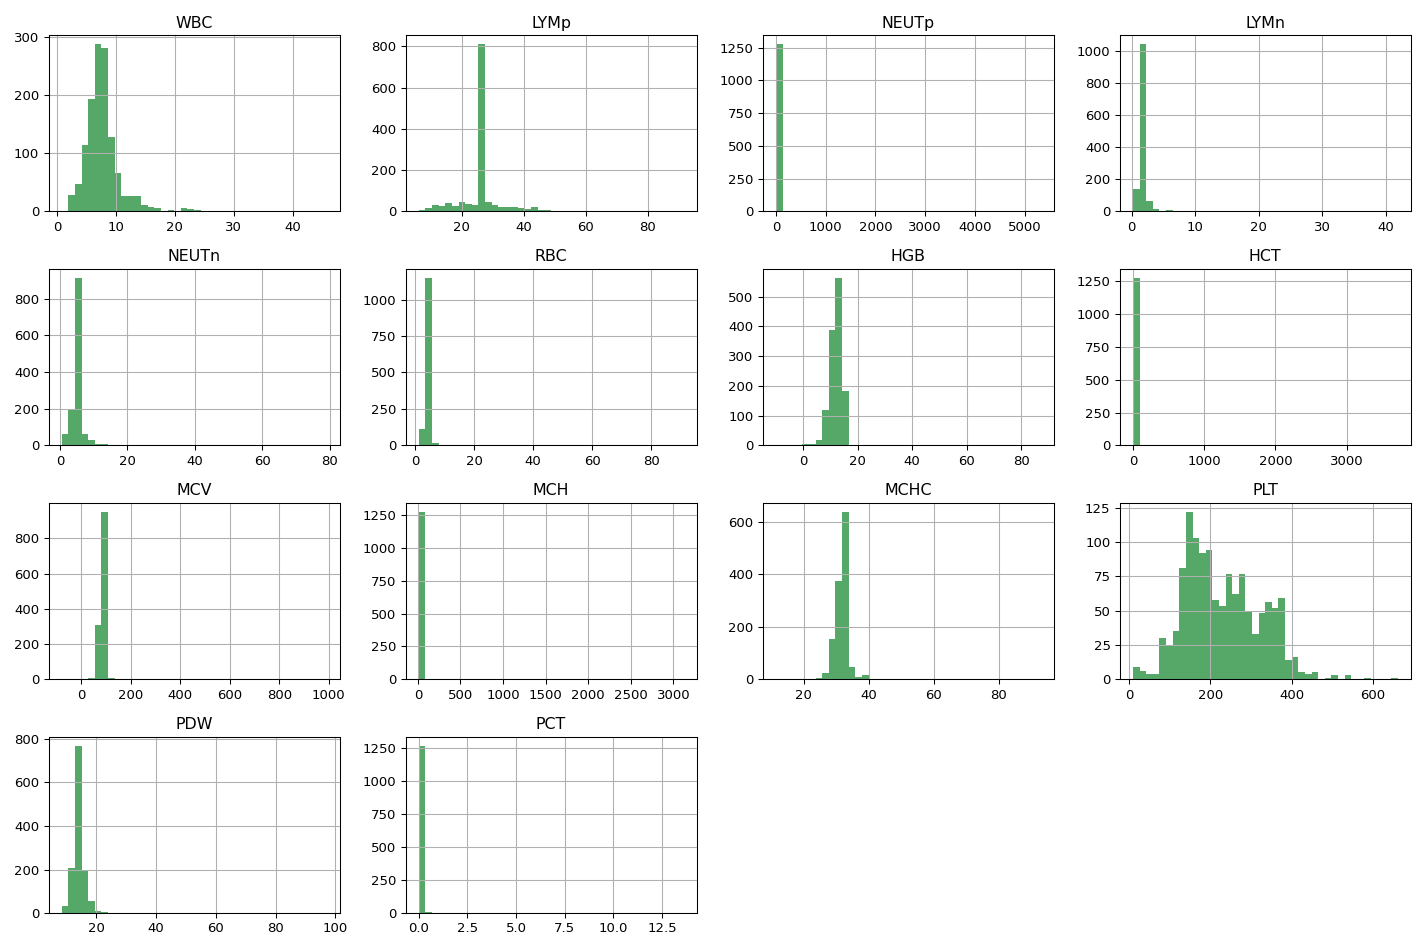 WBC LYMp NEUTp LYMn
300 800 1250 1000
200 600 1000 800
100 400 750 600
0 200 500 400
0 250 200
0 0
0 10 20 30 40 20 40 60 80 0 1000 2000 3000 4000 5000 0 10 20 30 40
NEUTn RBC HGB HCT
800 1000 500 1250
600 750 400 1000
400 500 300 750
200 250 200 500
0 0 100 250
0 0
0 20 40 60 80 0 20 40 60 80 0 20 40 60 80 0 1000 2000 3000
MCV MCH MCHC PLT
800 1250 600 125
600 1000 400 100
400 750 200 75
200 500 0 50
0 250 25
0 0
0 200 400 600 800 1000 0 500 1000 1500 2000 2500 3000 20 40 60 80 0 200 400 600
PDW PCT
800 1250
600 1000
400 750
200 500
0 250
0
20 40 60 80 100 0.0 2.5 5.0 7.5 10.0 12.5